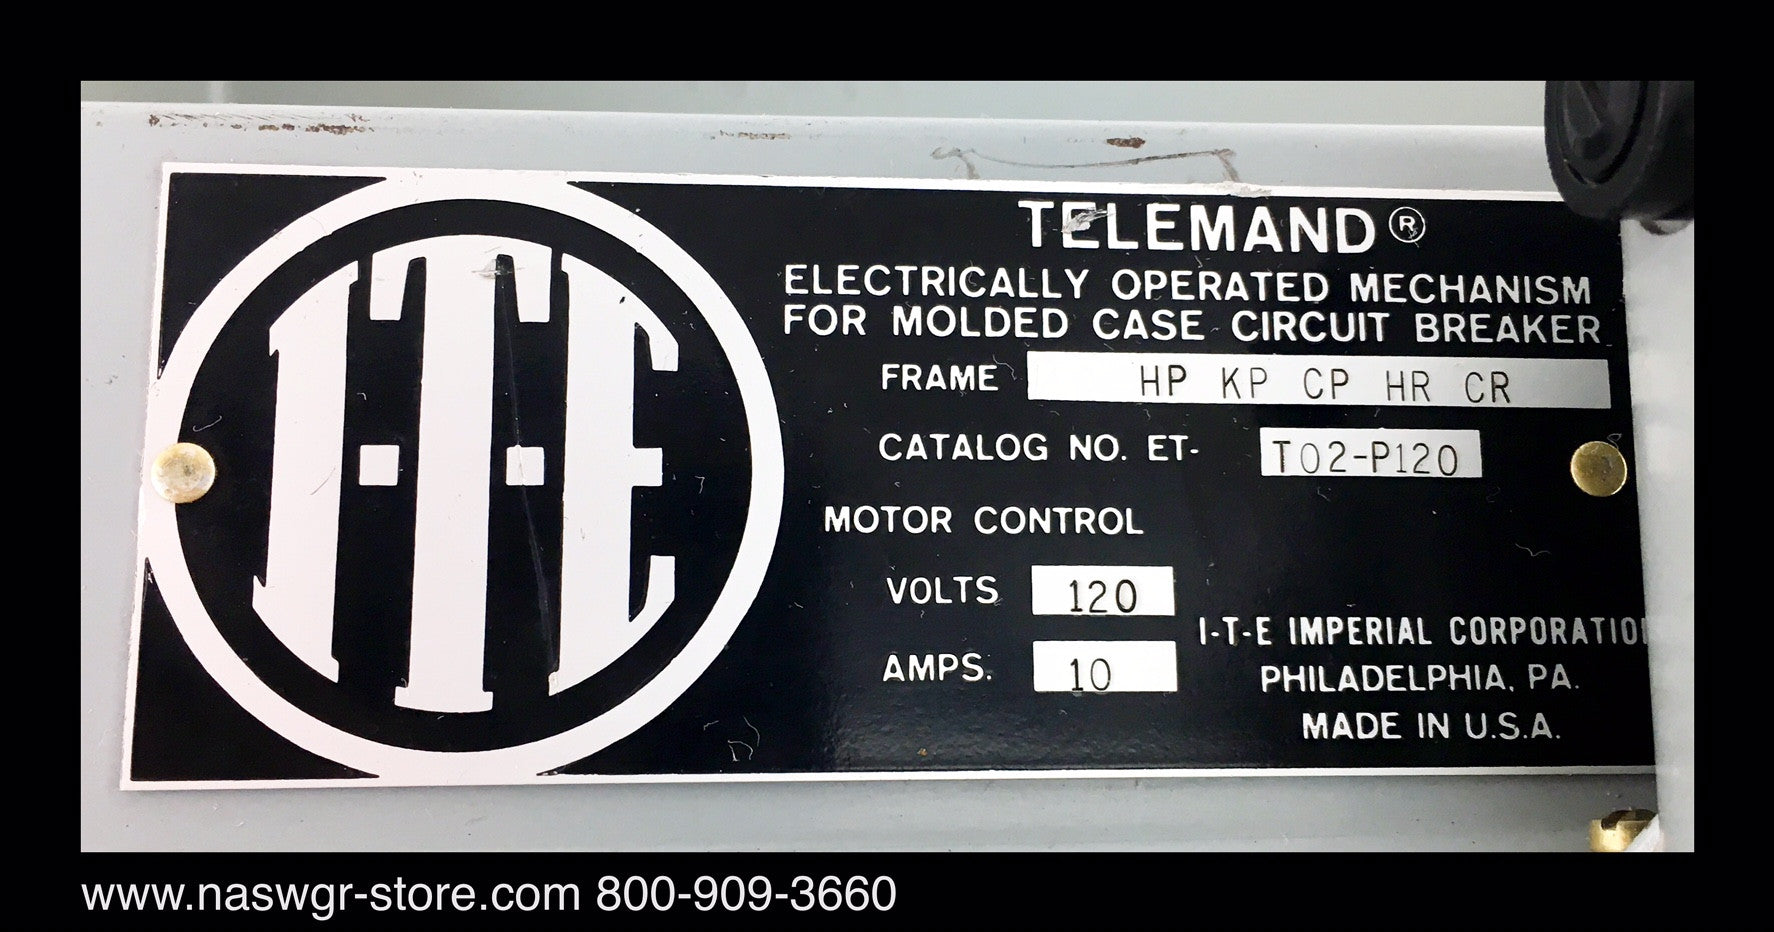 I-T-E
TELEMAND®
ELECTRICALLY OPERATED MECHANISM
FOR MOLDED CASE CIRCUIT BREAKER
FRAME HP KP CP HR CR
CATALOG NO. ET- T02-P120
MOTOR CONTROL
VOLTS 120
AMPS. 10
I-T-E IMPERIAL CORPORATIO
PHILADELPHIA, PA.
MADE IN U.S.A.
www.naswgr-store.com 800-909-3660